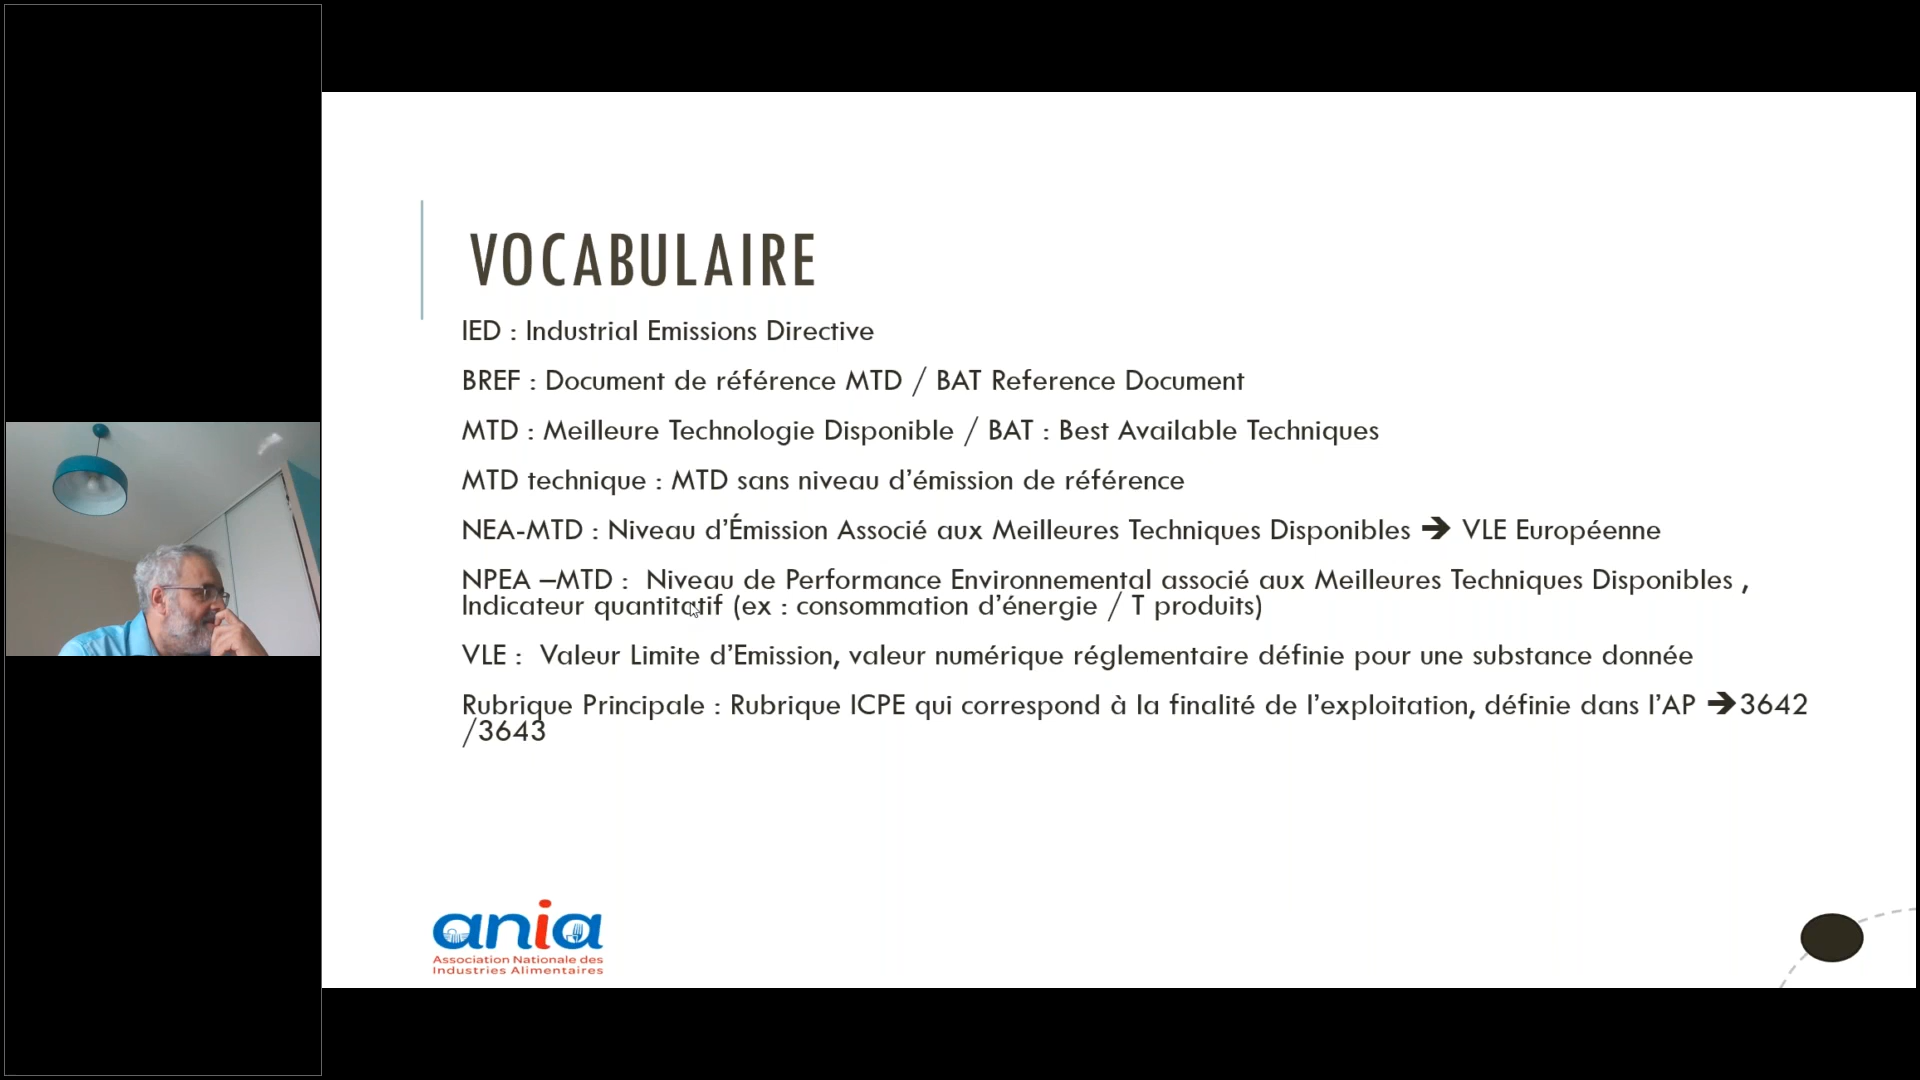 VOCABULAIRE
IED : Industrial Emissions Directive
BREF : Document de référence MTD / BAT Reference Document
MTD : Meilleure Technologie Disponible / BAT : Best Available Techniques
MTD technique : MTD sans niveau d’émission de référence
NEA-MTD : Niveau d’Émission Associé aux Meilleures Techniques Disponibles ➔ VLE Européenne
NPEA –MTD : Niveau de Performance Environnemental associé aux Meilleures Techniques Disponibles ,
Indicateur quantitatif (ex : consommation d’énergie / T produits)
VLE : Valeur Limite d’Emission, valeur numérique réglementaire définie pour une substance donnée
Rubrique Principale : Rubrique ICPE qui correspond à la finalité de l’exploitation, définie dans l’AP ➔3642
/3643
ania
Association Nationale des
Industries Alimentaires